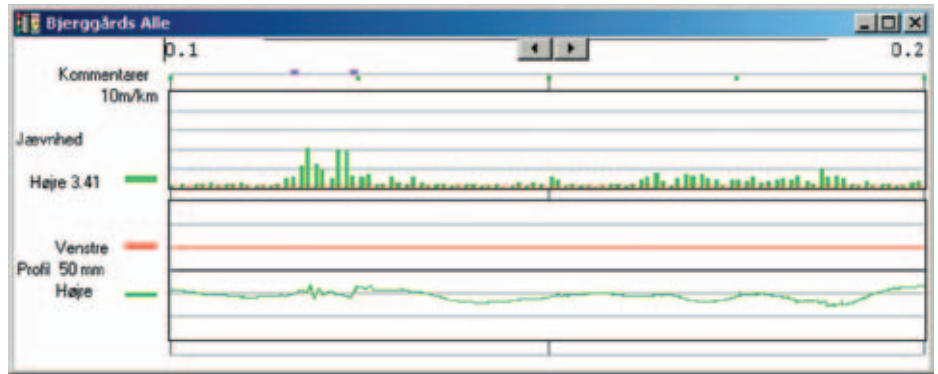 Bjerggårds Alle
0.1 0.2
Kommentarer
10m/km
Jævnhed
Højre 3.41
Venstre
Profil 50 mm
Højre